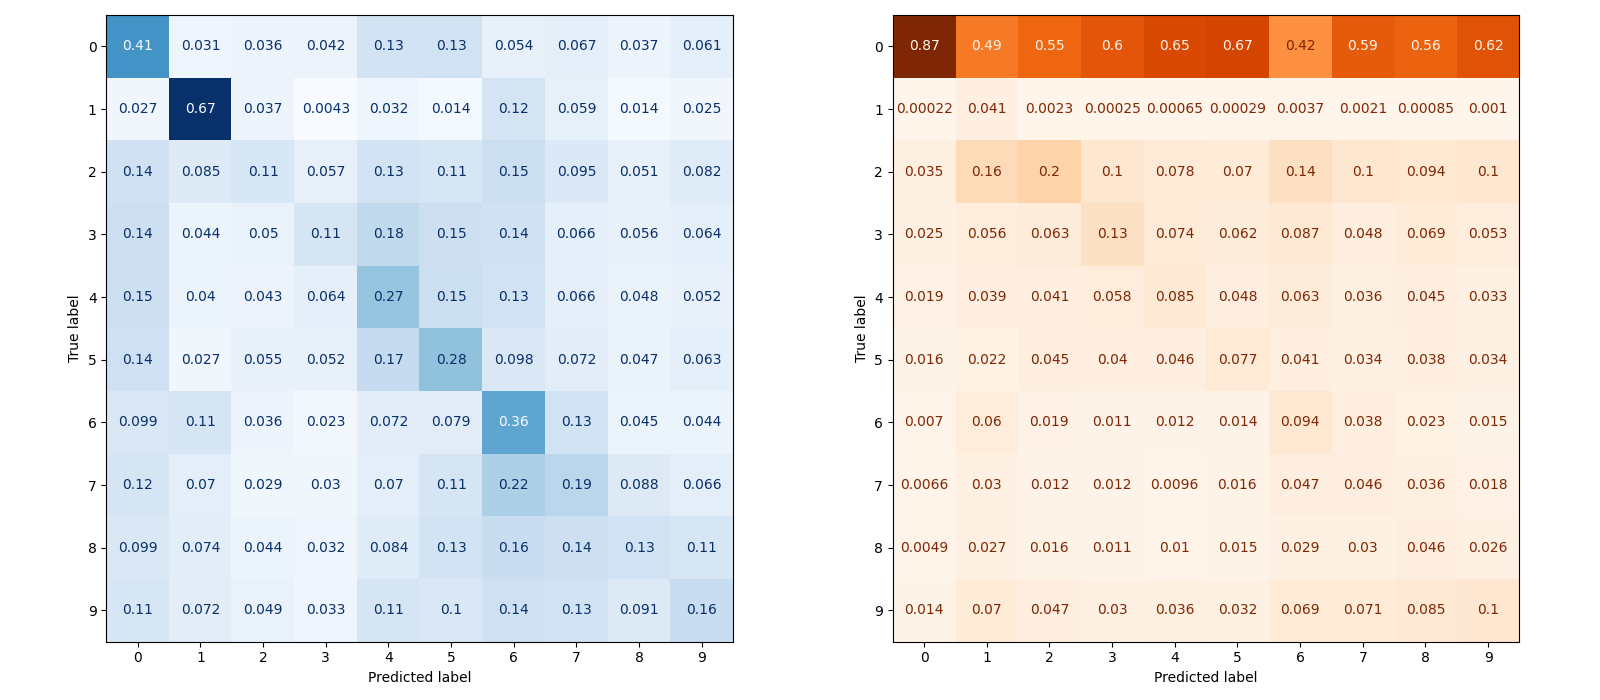 0 0.41 0.031 0.036 0.042 0.13 0.13 0.054 0.067 0.037 0.061
1 0.027 0.67 0.037 0.0043 0.032 0.014 0.12 0.059 0.014 0.025
2 0.14 0.085 0.11 0.057 0.13 0.11 0.15 0.095 0.051 0.082
3 0.14 0.044 0.05 0.11 0.18 0.15 0.14 0.066 0.056 0.064
4 0.15 0.04 0.043 0.064 0.27 0.15 0.13 0.066 0.048 0.052
5 0.14 0.027 0.055 0.052 0.17 0.28 0.098 0.072 0.047 0.063
6 0.099 0.11 0.036 0.023 0.072 0.079 0.36 0.13 0.045 0.044
7 0.12 0.07 0.029 0.03 0.07 0.11 0.22 0.19 0.088 0.066
8 0.099 0.074 0.044 0.032 0.084 0.13 0.16 0.14 0.13 0.11
9 0.11 0.072 0.049 0.033 0.11 0.1 0.14 0.13 0.091 0.16
0 1 2 3 4 5 6 7 8 9
True label
Predicted label
0 0.87 0.49 0.55 0.6 0.65 0.67 0.42 0.59 0.56 0.62
1 0.00022 0.041 0.0023 0.00025 0.00065 0.00029 0.0037 0.0021 0.00085 0.001
2 0.035 0.16 0.2 0.1 0.078 0.07 0.14 0.1 0.094 0.1
3 0.025 0.056 0.063 0.13 0.074 0.062 0.087 0.048 0.069 0.053
4 0.019 0.039 0.041 0.058 0.085 0.048 0.063 0.036 0.045 0.033
5 0.016 0.022 0.045 0.04 0.046 0.077 0.041 0.034 0.038 0.034
6 0.007 0.06 0.019 0.011 0.012 0.014 0.094 0.038 0.023 0.015
7 0.0066 0.03 0.012 0.012 0.0096 0.016 0.047 0.046 0.036 0.018
8 0.0049 0.027 0.016 0.011 0.01 0.015 0.029 0.03 0.046 0.026
9 0.014 0.07 0.047 0.03 0.036 0.032 0.069 0.071 0.085 0.1
0 1 2 3 4 5 6 7 8 9
True label
Predicted label